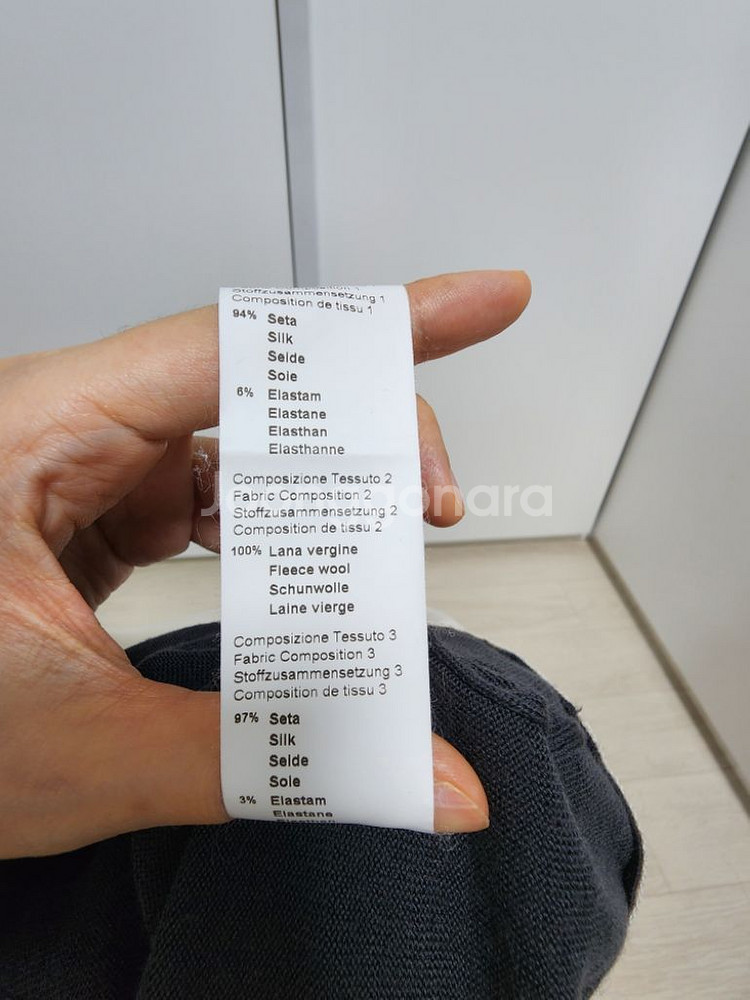 Stoffzusammensetzung 1
Composition de tissu 1
94% Seta
Silk
Seide
Soie
6% Elastam
Elastane
Elasthan
Elasthanne
Composizione Tessuto 2
Fabric Composition 2
Stoffzusammensetzung 2
Composition de tissu 2
100% Lana vergine
Fleece wool
Schunwolle
Laine vierge
Composizione Tessuto 3
Fabric Composition 3
Stoffzusammensetzung 3
Composition de tissu 3
97% Seta
Silk
Seide
Soie
3% Elastam
Elastane